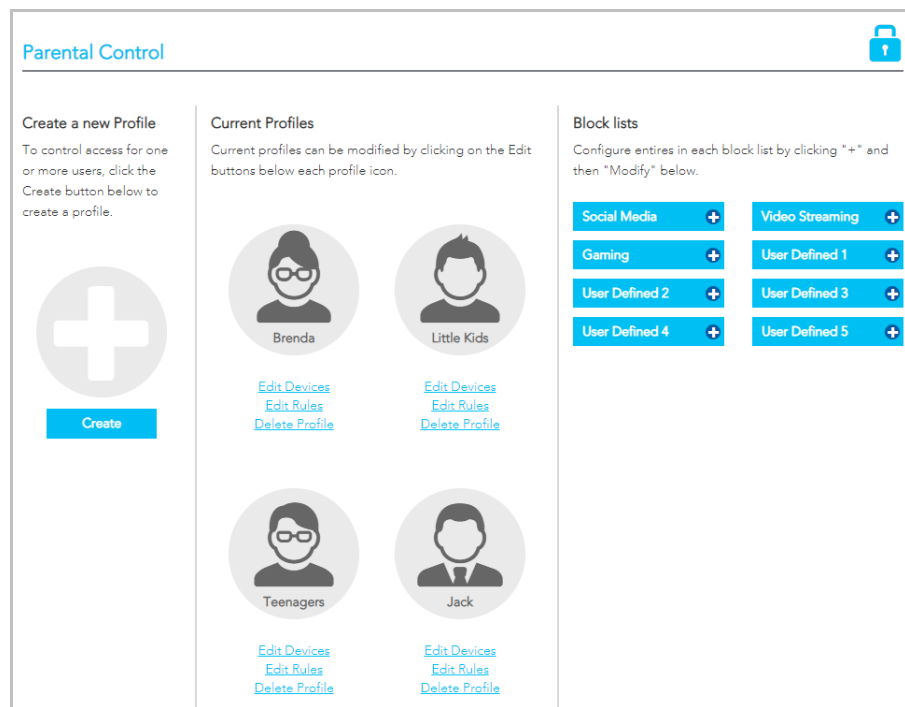 Parental Control
Create a new Profile
To control access for one
or more users, click the
Create button below to
create a profile.
Create
Current Profiles
Current profiles can be modified by clicking on the Edit
buttons below each profile icon.
Brenda
Edit Devices
Edit Rules
Delete Profile
Little Kids
Edit Devices
Edit Rules
Delete Profile
Teenagers
Edit Devices
Edit Rules
Delete Profile
Jack
Edit Devices
Edit Rules
Delete Profile
Block lists
Configure entires in each block list by clicking "+" and
then "Modify" below.
Social Media
Video Streaming
Gaming
User Defined 1
User Defined 2
User Defined 3
User Defined 4
User Defined 5